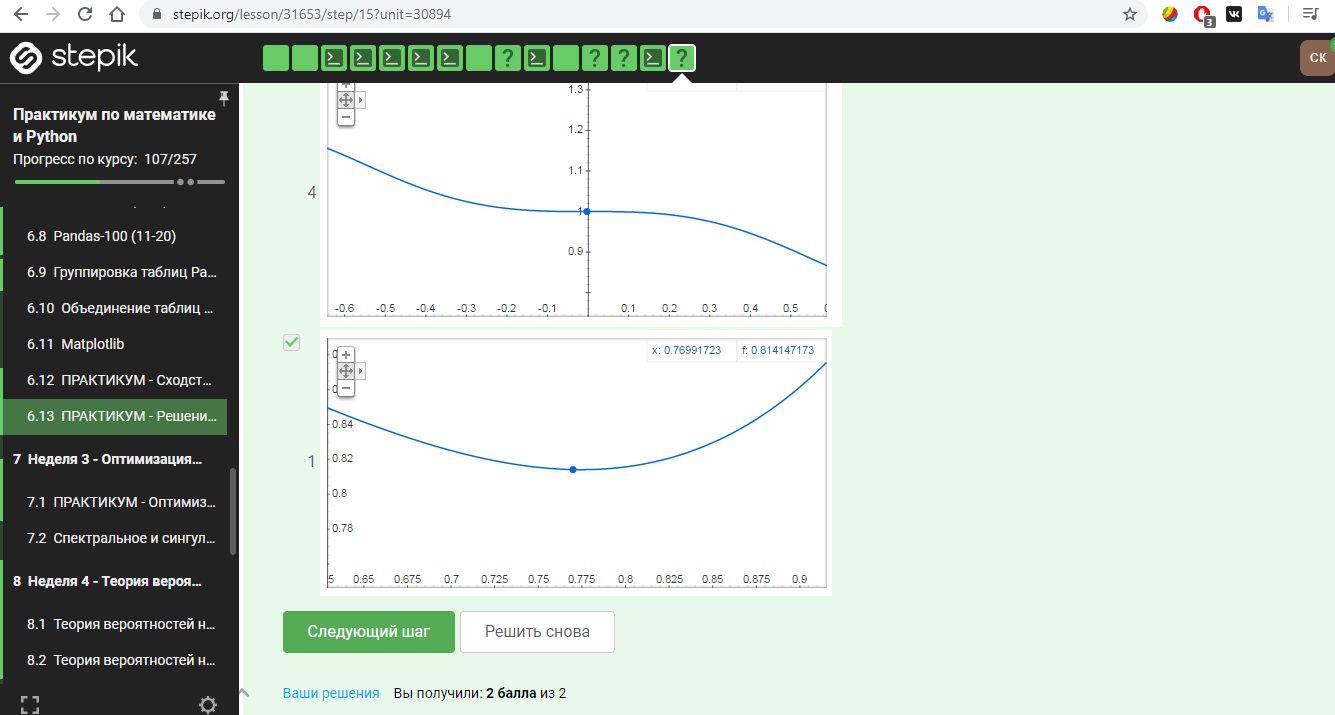 stepik.org/lesson/31653/step/15?unit=30894
3
stepik
СК
Практикум по математике
и Python
Прогресс по курсу: 107/257
6.8 Pandas-100 (11-20)
6.9 Группировка таблиц Pa...
6.10 Объединение таблиц ...
6.11 Matplotlib
6.12 ПРАКТИКУМ - Сходст...
6.13 ПРАКТИКУМ - Решени...
7 Неделя 3 - Оптимизация...
7.1 ПРАКТИКУМ - Оптимиз...
7.2 Спектральное и сингул...
8 Неделя 4 - Теория вероя...
8.1 Теория вероятностей н...
8.2 Теория вероятностей н...
4
1.3
1.2
1.1
1
0.9
-0.6 -0.5 -0.4 -0.3 -0.2 -0.1 0.1 0.2 0.3 0.4 0.5
1
x: 0.76991723 f: 0.814147173
0.84
0.82
0.8
0.78
5 0.65 0.675 0.7 0.725 0.75 0.775 0.8 0.825 0.85 0.875 0.9
Следующий шаг Решить снова
Ваши решения Вы получили: 2 балла из 2